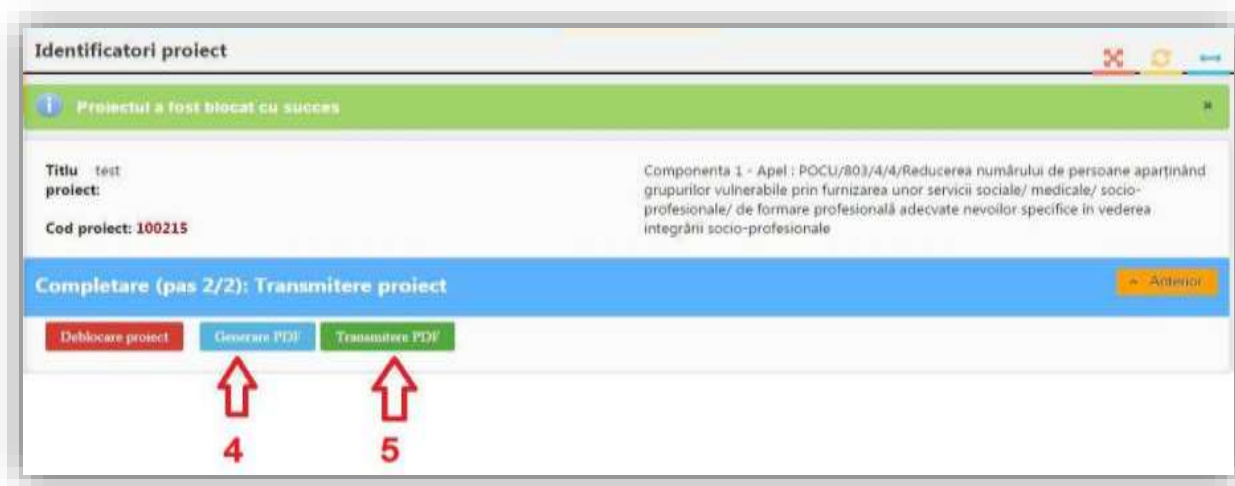 Identificatori proiect
Proiectul a fost blocat cu succes
Titlu test
proiect:
Cod proiect: 100215
Componenta 1 - Apel : POCU/803/4/4/Reducerea numărului de persoane aparținând
grupurilor vulnerabile prin furnizarea unor servicii sociale/ medicale/ socio-
profesionale/ de formare profesională adecvate nevoilor specifice în vederea
integrării socio-profesionale
Completare (pas 2/2): Transmitere proiect
Anterior
Deblocare proiect Generare PDF Transmitere PDF
4 5